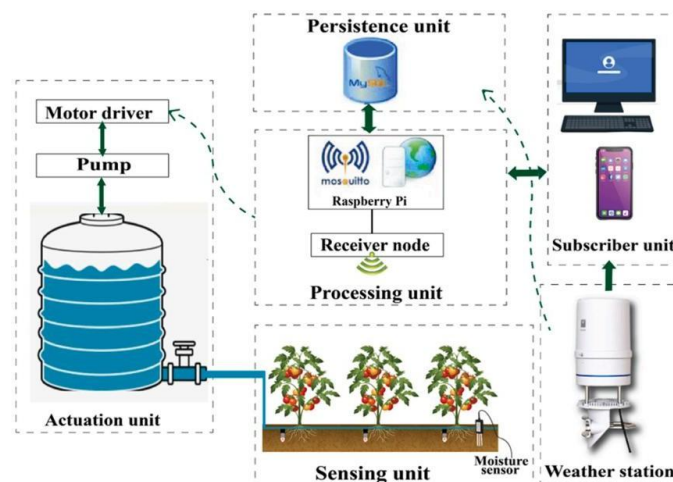 Persistence unit
MySQL
Motor driver
Pump
mosquitto
Raspberry Pi
Receiver node
Processing unit
Subscriber unit
Actuation unit
Moisture
sensor
Sensing unit
Weather station